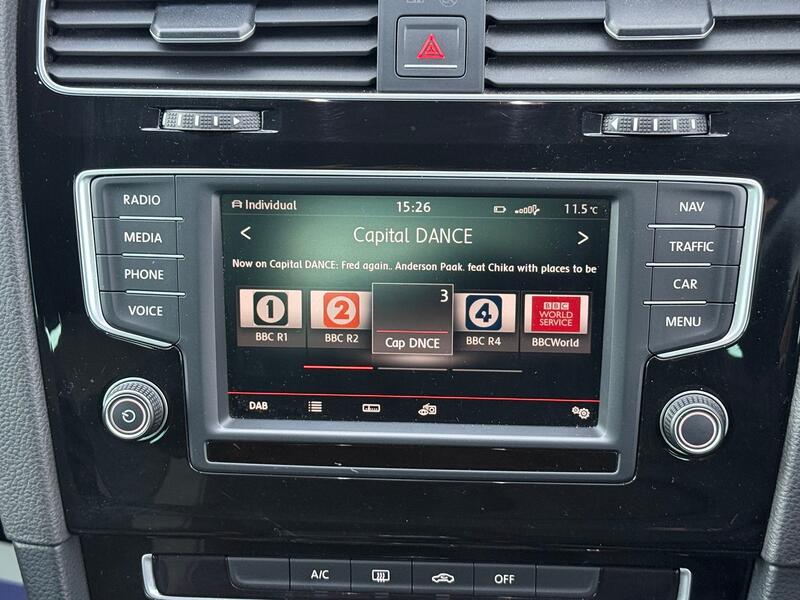 RADIO
MEDIA
PHONE
VOICE
Individual 15:26 11.5 °C
< Capital DANCE >
Now on Capital DANCE: Fred again.. Anderson Paak. feat Chika with places to be
1 2 3 4 BBC WORLD SERVICE
BBC R1 BBC R2 Cap DNCE BBC R4 BBCWorld
DAB
NAV
TRAFFIC
CAR
MENU
A/C OFF